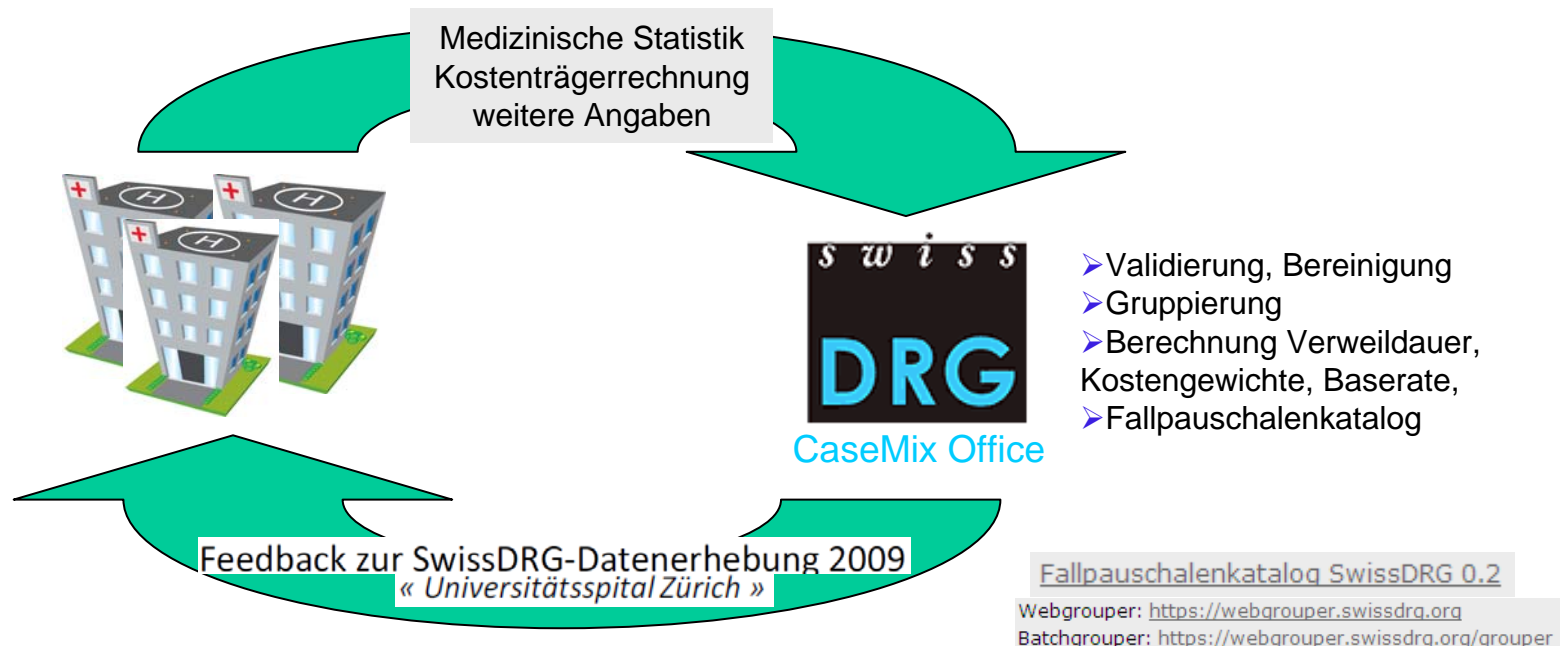 Medizinische Statistik
Kostenträgerrechnung
weitere Angaben
H
H
H
swiss
DRG
CaseMix Office
➢Validierung, Bereinigung
➢Gruppierung
➢Berechnung Verweildauer,
Kostengewichte, Baserate,
➢Fallpauschalenkatalog
Feedback zur SwissDRG-Datenerhebung 2009
« Universitätsspital Zürich »
Fallpauschalenkatalog SwissDRG 0.2
Webgrouper: https://webgrouper.swissdrg.org
Batchgrouper: https://webgrouper.swissdrg.org/grouper